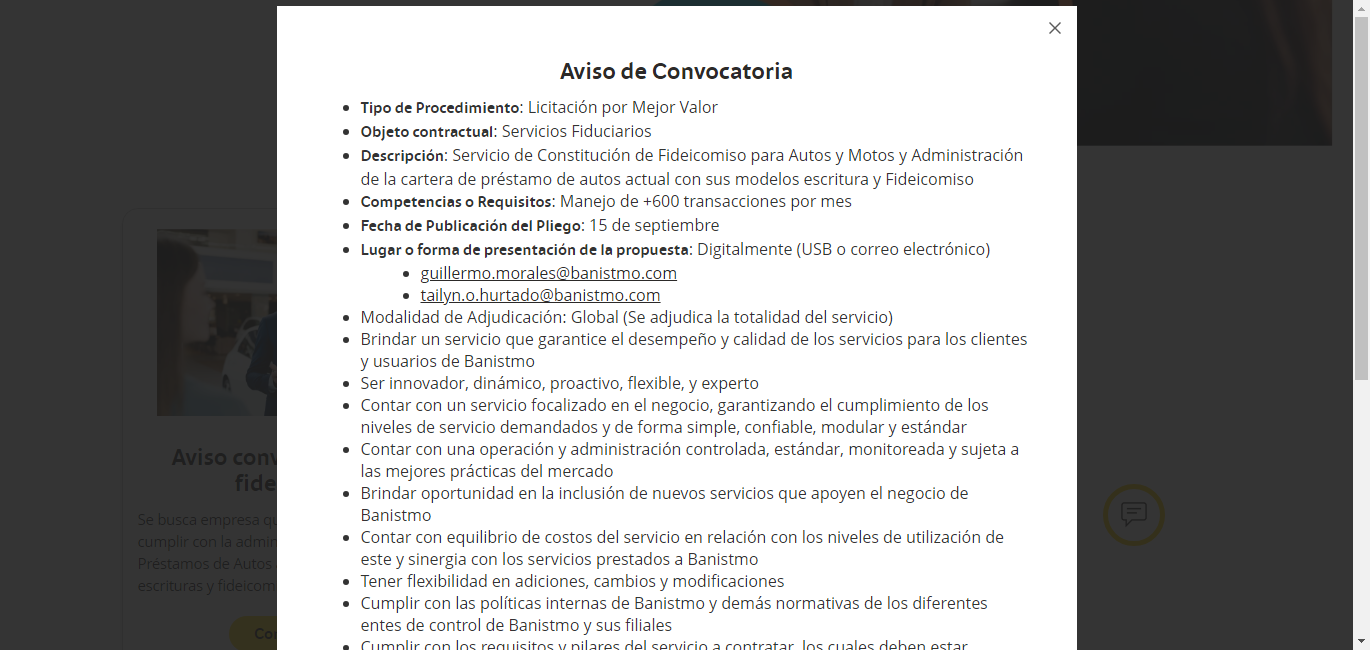 Aviso de Convocatoria
Tipo de Procedimiento: Licitación por Mejor Valor
Objeto contractual: Servicios Fiduciarios
Descripción: Servicio de Constitución de Fideicomiso para Autos y Motos y Administración
de la cartera de préstamo de autos actual con sus modelos escritura y Fideicomiso
Competencias o Requisitos: Manejo de +600 transacciones por mes
Fecha de Publicación del Pliego: 15 de septiembre
Lugar o forma de presentación de la propuesta: Digitalmente (USB o correo electrónico)
guillermo.morales@banistmo.com
tailyn.o.hurtado@banistmo.com
Modalidad de Adjudicación: Global (Se adjudica la totalidad del servicio)
Brindar un servicio que garantice el desempeño y calidad de los servicios para los clientes
y usuarios de Banistmo
Ser innovador, dinámico, proactivo, flexible, y experto
Contar con un servicio focalizado en el negocio, garantizando el cumplimiento de los
niveles de servicio demandados y de forma simple, confiable, modular y estándar
Contar con una operación y administración controlada, estándar, monitoreada y sujeta a
las mejores prácticas del mercado
Brindar oportunidad en la inclusión de nuevos servicios que apoyen el negocio de
Banistmo
Contar con equilibrio de costos del servicio en relación con los niveles de utilización de
este y sinergia con los servicios prestados a Banistmo
Tener flexibilidad en adiciones, cambios y modificaciones
Cumplir con las políticas internas de Banistmo y demás normativas de los diferentes
entes de control de Banistmo y sus filiales
Cumplir con los requisitos y pilares del servicio a contratar, los cuales deben estar
Aviso conv
fide
Se busca empresa qu
cumplir con la admin
Préstamos de Autos
escrituras y fideicom
Co